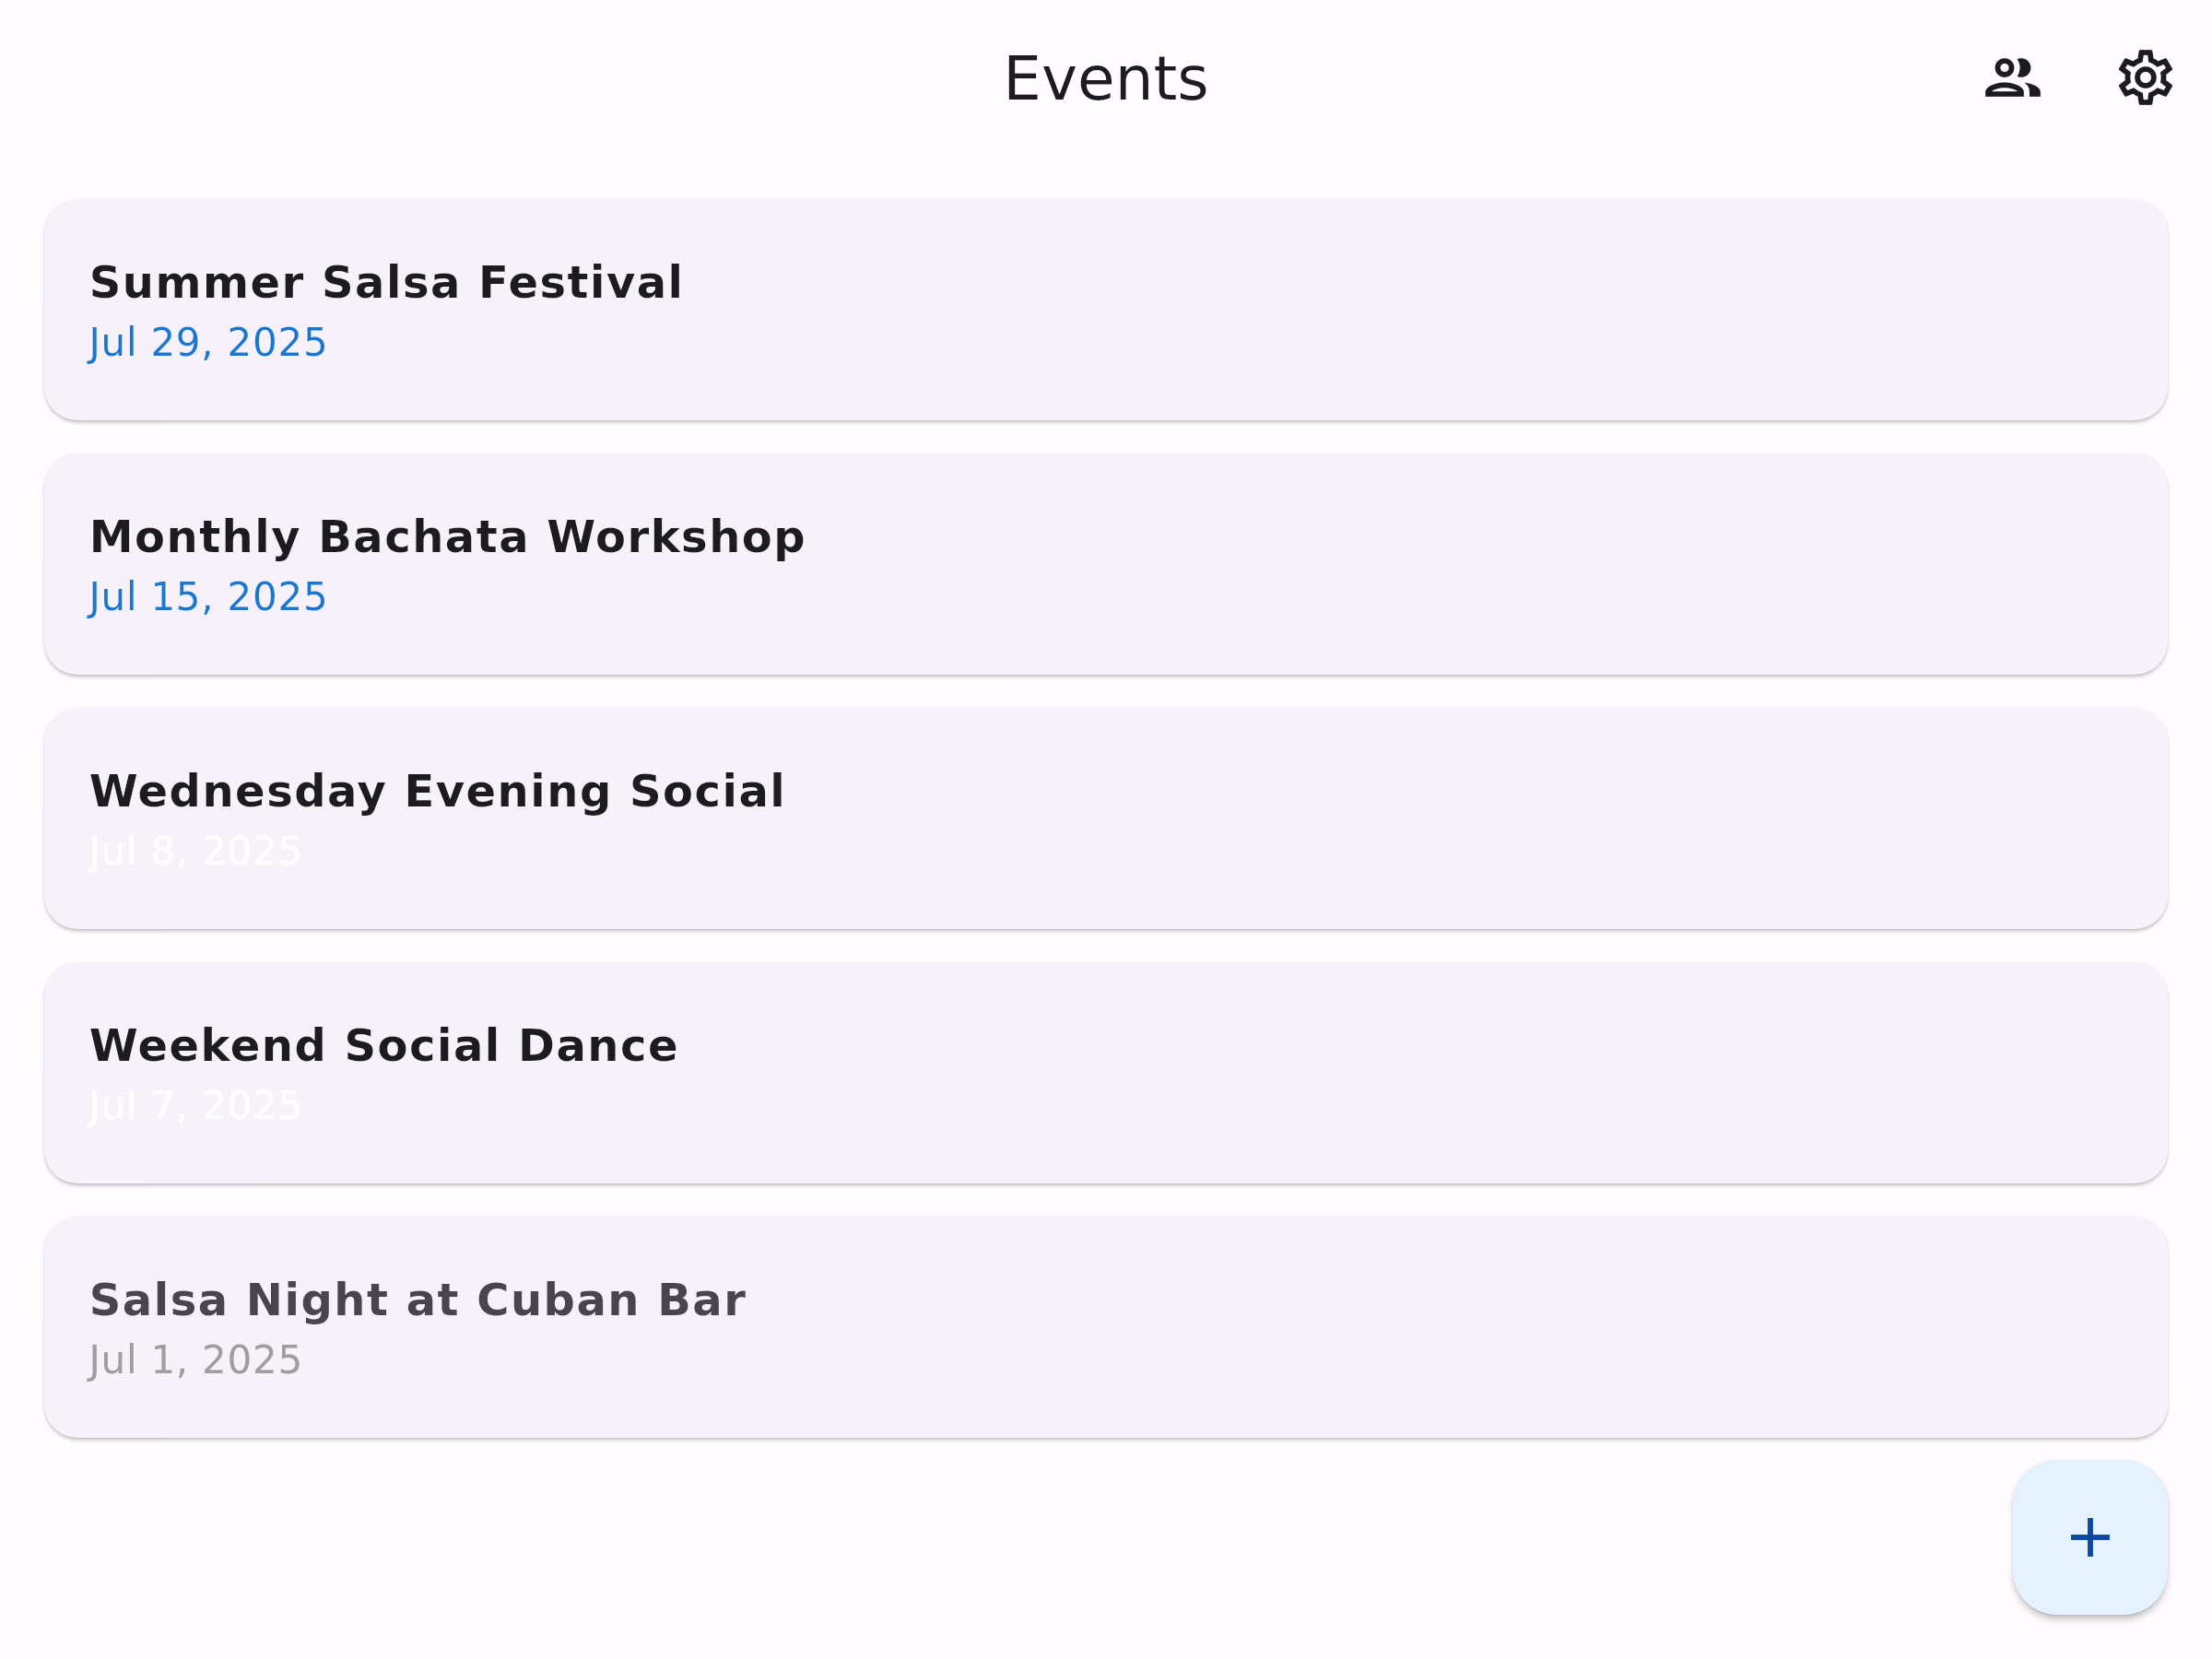 Events
Summer Salsa Festival
Jul 29, 2025
Monthly Bachata Workshop
Jul 15, 2025
Wednesday Evening Social
Jul 8, 2025
Weekend Social Dance
Jul 7, 2025
Salsa Night at Cuban Bar
Jul 1, 2025